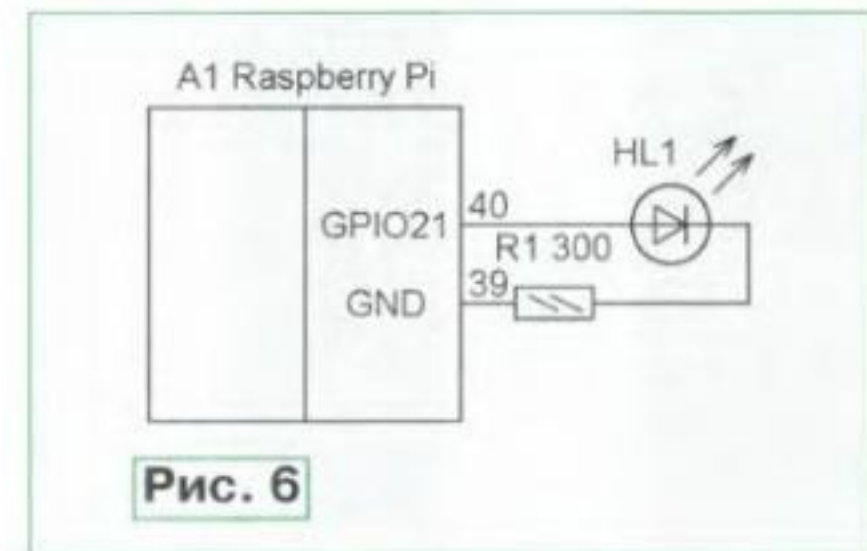 A1 Raspberry Pi
HL1
GPIO21
40
R1 300
39
GND
Рис. 6